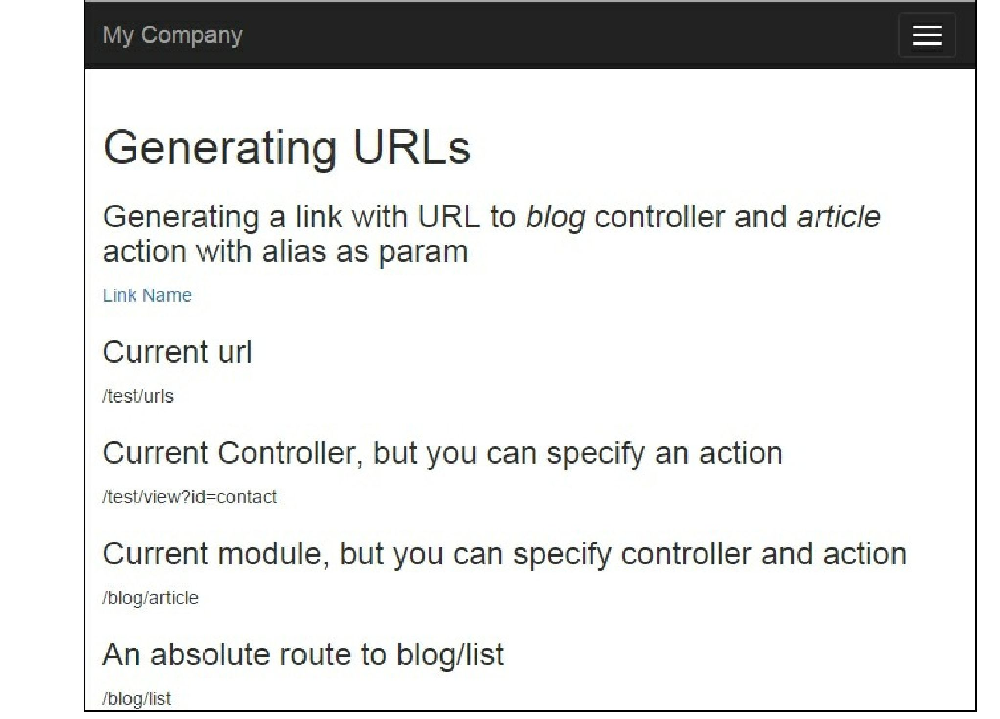 My Company
Generating URLs
Generating a link with URL to blog controller and article
action with alias as param
Link Name
Current url
/test/urls
Current Controller, but you can specify an action
/test/view?id=contact
Current module, but you can specify controller and action
/blog/article
An absolute route to blog/list
/blog/list